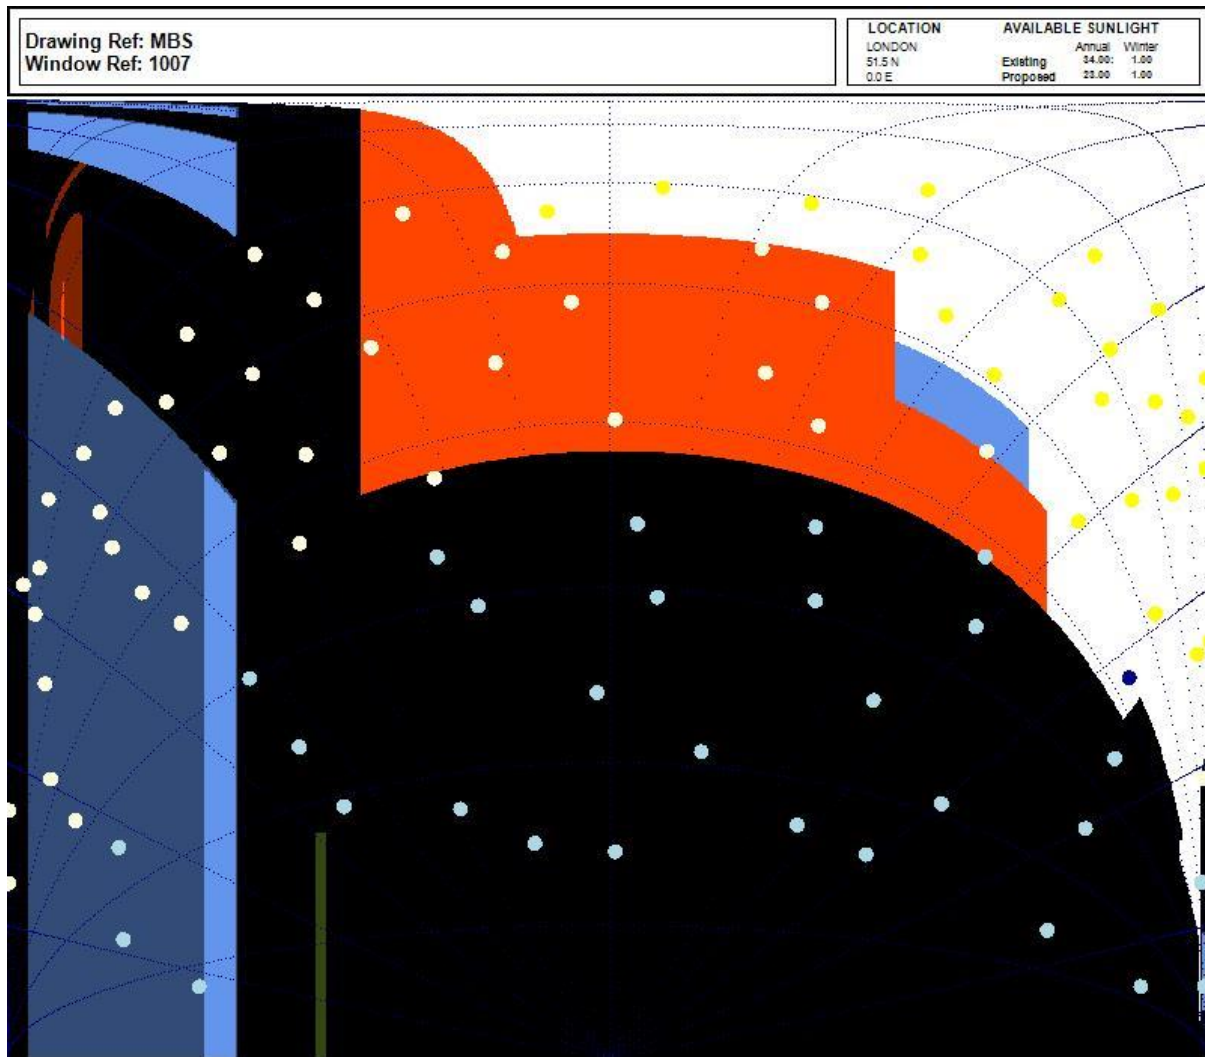 Drawing Ref: MBS
Window Ref: 1007
LOCATION
LONDON
51.5 N
0.0 E
AVAILABLE SUNLIGHT
Annual Winter
Existing 34.00: 1.00
Proposed 23.00 1.00